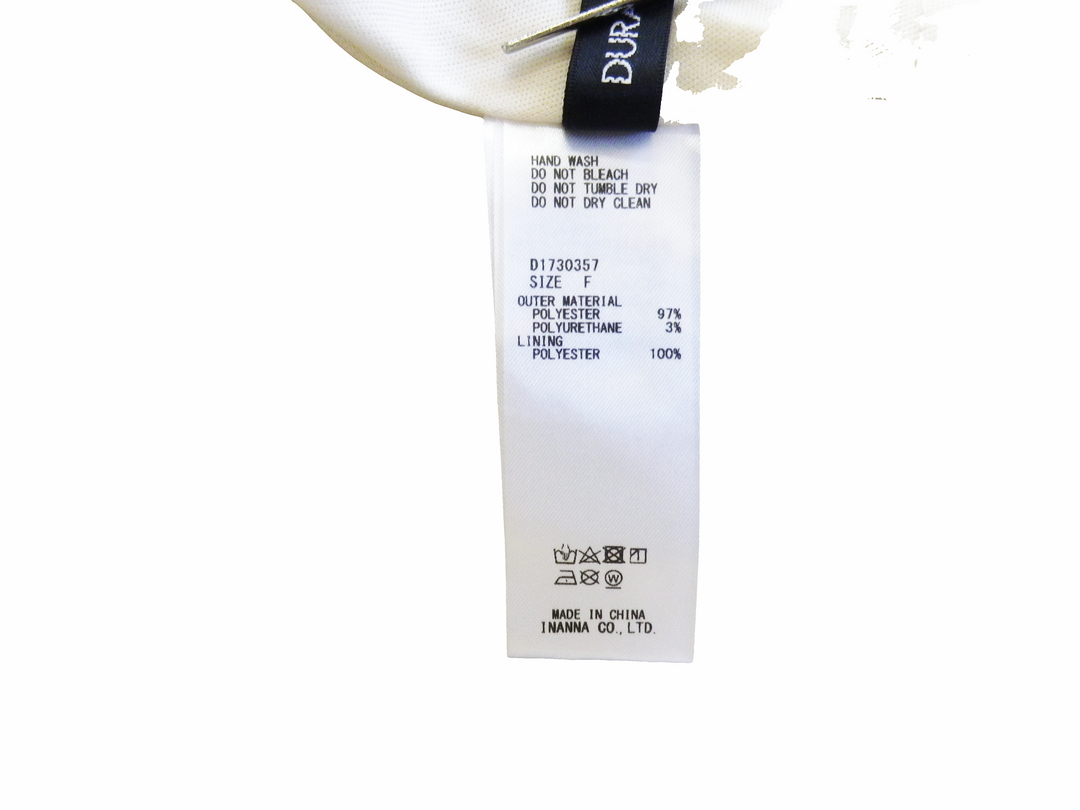 DURA
HAND WASH
DO NOT BLEACH
DO NOT TUMBLE DRY
DO NOT DRY CLEAN
D1730357
SIZE F
OUTER MATERIAL
POLYESTER 97%
POLYURETHANE 3%
LINING
POLYESTER 100%
W
MADE IN CHINA
INANNA CO.,LTD.